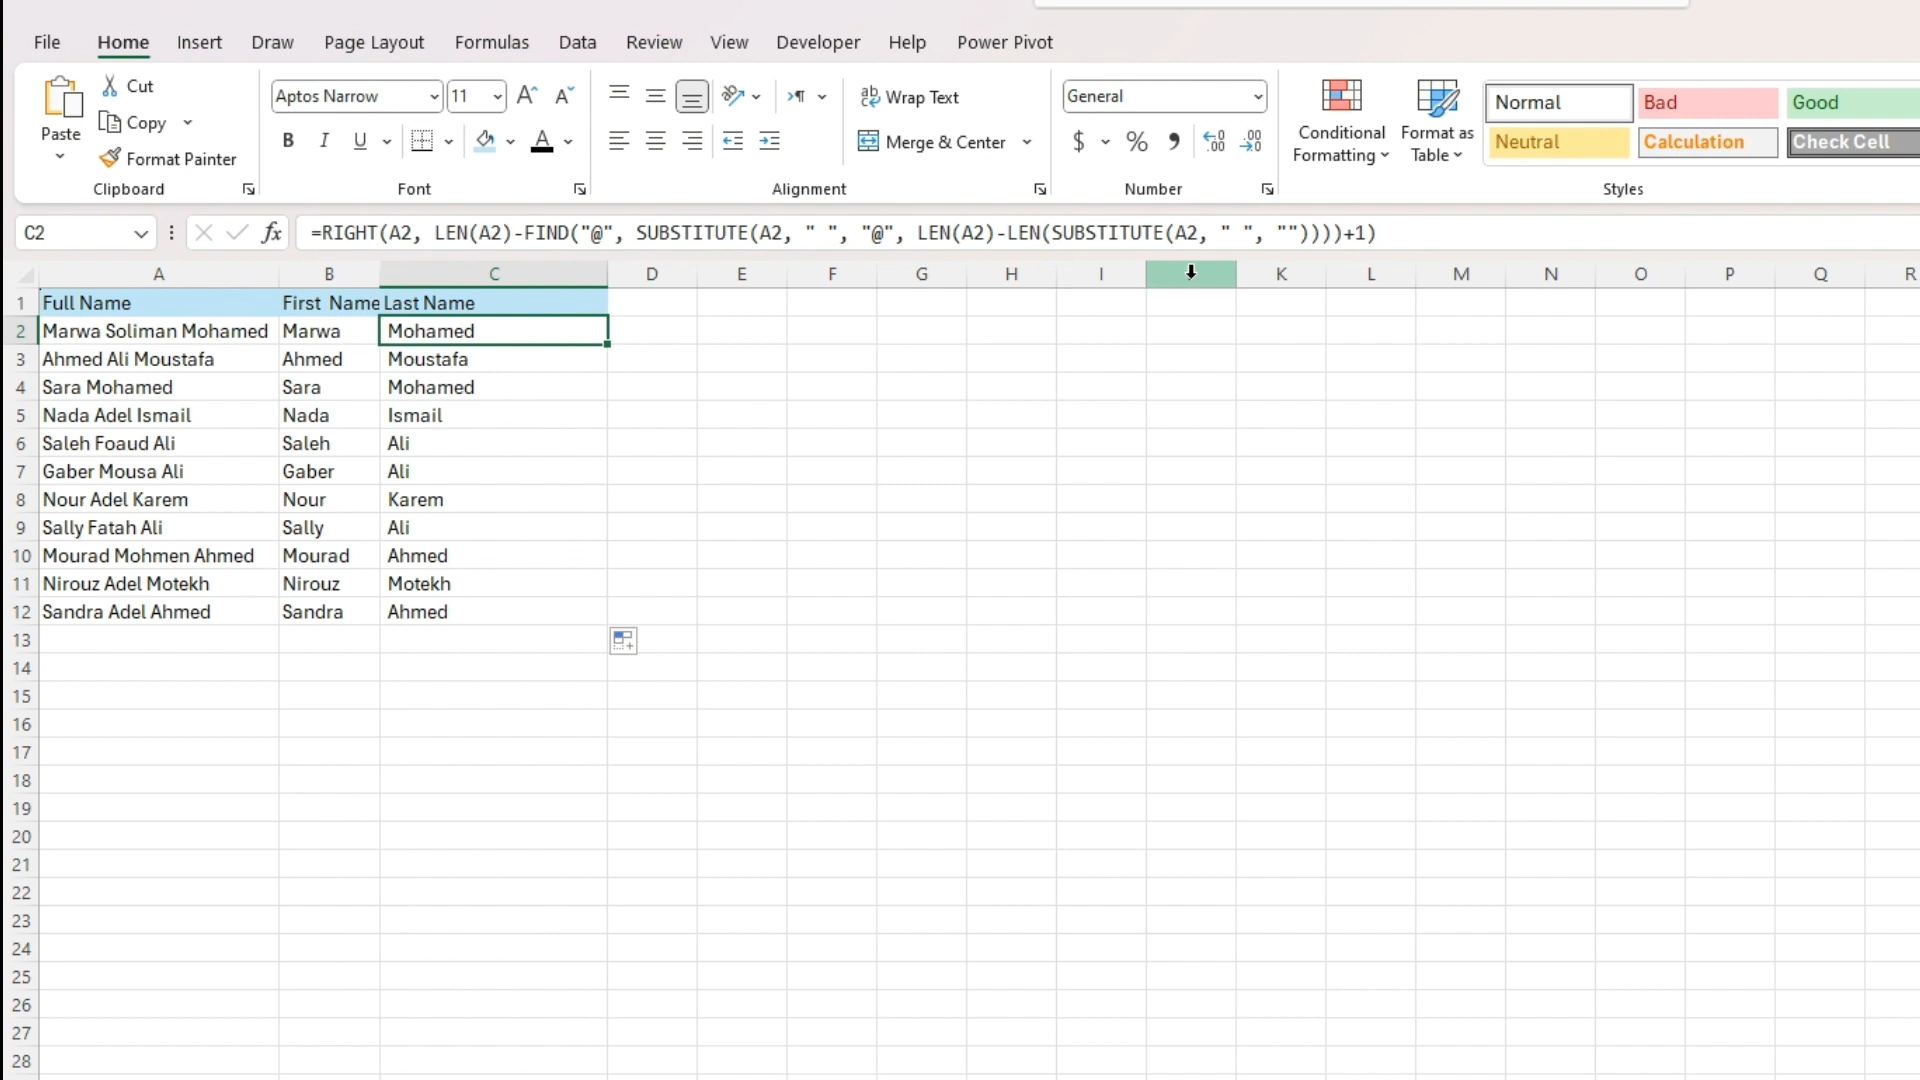 File Home Insert Draw Page Layout Formulas Data Review View Developer Help Power Pivot
Paste
Cut
Copy
Format Painter
Clipboard
Aptos Narrow 11 A A
B I U A
Font
ab Wrap Text
Merge & Center
Alignment
General
$ % , .00 .00
Number
Conditional Formatting
Format as Table
Normal Bad Good
Neutral Calculation Check Cell
Styles
C2 fx =RIGHT(A2, LEN(A2)-FIND("@", SUBSTITUTE(A2, " ", "@", LEN(A2)-LEN(SUBSTITUTE(A2, " ", ""))))+1)
A B C D E F G H I K L M N O P Q R
1 Full Name First Name Last Name
2 Marwa Soliman Mohamed Marwa Mohamed
3 Ahmed Ali Moustafa Ahmed Moustafa
4 Sara Mohamed Sara Mohamed
5 Nada Adel Ismail Nada Ismail
6 Saleh Foaud Ali Saleh Ali
7 Gaber Mousa Ali Gaber Ali
8 Nour Adel Karem Nour Karem
9 Sally Fatah Ali Sally Ali
10 Mourad Mohmen Ahmed Mourad Ahmed
11 Nirouz Adel Motekh Nirouz Motekh
12 Sandra Adel Ahmed Sandra Ahmed
13
14
15
16
17
18
19
20
21
22
23
24
25
26
27
28